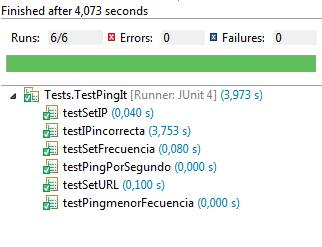 Finished after 4,073 seconds
Runs: 6/6 Errors: 0 Failures: 0
Tests.TestPingIt [Runner: JUnit 4] (3,973 s)
testSetIP (0,040 s)
testIPincorrecta (3,753 s)
testSetFrecuencia (0,080 s)
testPingPorSegundo (0,000 s)
testSetURL (0,100 s)
testPingmenorFecuencia (0,000 s)